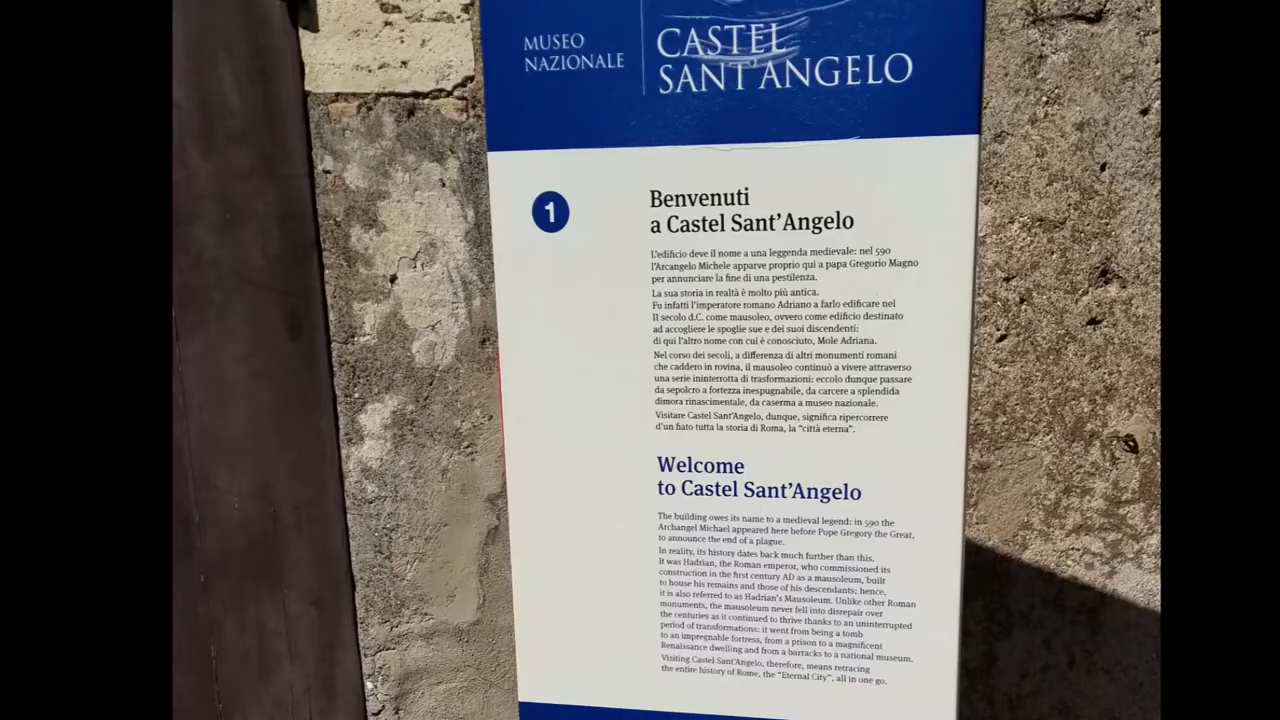 MUSEO
NAZIONALE
CASTEL
SANT'ANGELO
1
Benvenuti
a Castel Sant'Angelo
L'edificio deve il nome a una leggenda medievale: nel 590
l'Arcangelo Michele apparve proprio qui a papa Gregorio Magno
per annunciare la fine di una pestilenza.
La sua storia in realtà è molto più antica.
Fu infatti l'imperatore romano Adriano a farlo edificare nel
II secolo d.C. come mausoleo, ovvero come edificio destinato
ad accogliere le spoglie sue e dei suoi discendenti:
di qui l'altro nome con cui è conosciuto, Mole Adriana.
Nel corso dei secoli, a differenza di altri monumenti romani
che caddero in rovina, il mausoleo continuò a vivere attraverso
una serie ininterrotta di trasformazioni: eccolo dunque passare
da sepolcro a fortezza inespugnabile, da carcere a splendida
dimora rinascimentale, da caserma a museo nazionale.
Visitare Castel Sant'Angelo, dunque, significa ripercorrere
d'un fiato tutta la storia di Roma, la "città eterna".
Welcome
to Castel Sant'Angelo
The building owes its name to a medieval legend: in 590 the
Archangel Michael appeared here before Pope Gregory the Great,
to announce the end of a plague.
In reality, its history dates back much further than this.
It was Hadrian, the Roman emperor, who commissioned its
construction in the first century AD as a mausoleum, built
to house his remains and those of his descendants; hence,
it is also referred to as Hadrian's Mausoleum. Unlike other Roman
monuments, the mausoleum never fell into disrepair over
the centuries as it continued to thrive thanks to an uninterrupted
period of transformations: it went from being a tomb
to an impregnable fortress, from a prison to a magnificent
Renaissance dwelling and from a barracks to a national museum.
Visiting Castel Sant'Angelo, therefore, means retracing
the entire history of Rome, the "Eternal City", all in one go.